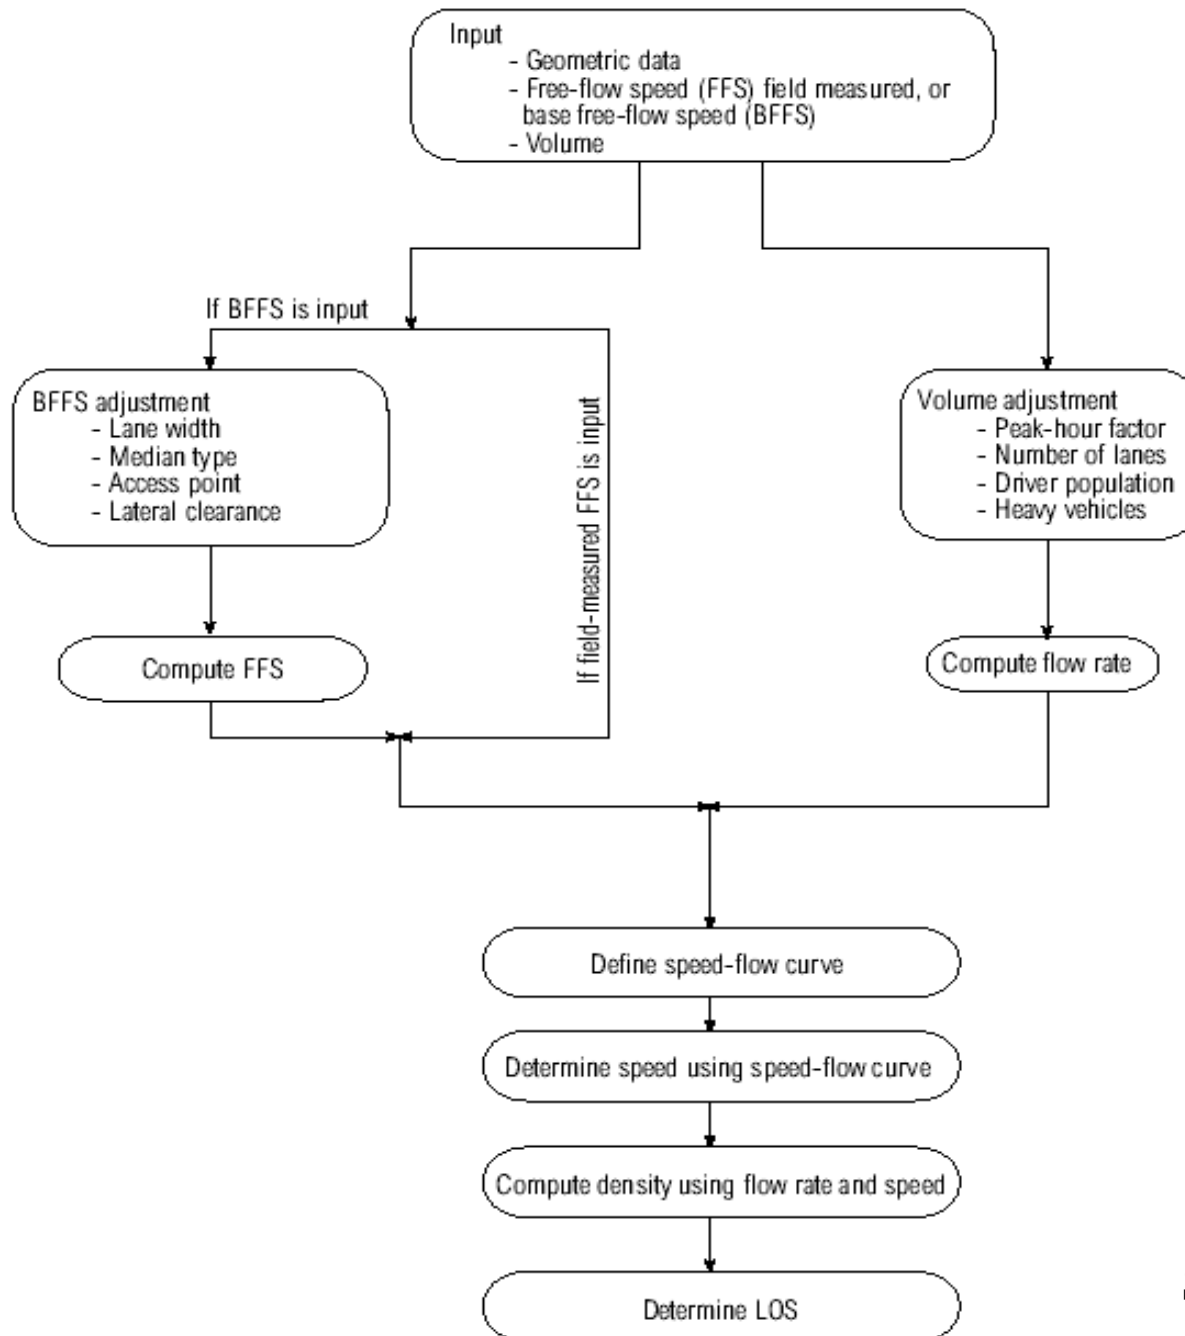 Input
- Geometric data
- Free-flow speed (FFS) field measured, or
base free-flow speed (BFFS)
- Volume
If BFFS is input
BFFS adjustment
- Lane width
- Median type
- Access point
- Lateral clearance
If field-measured FFS is input
Volume adjustment
- Peak-hour factor
- Number of lanes
- Driver population
- Heavy vehicles
Compute FFS
Compute flow rate
Define speed-flow curve
Determine speed using speed-flow curve
Compute density using flow rate and speed
Determine LOS